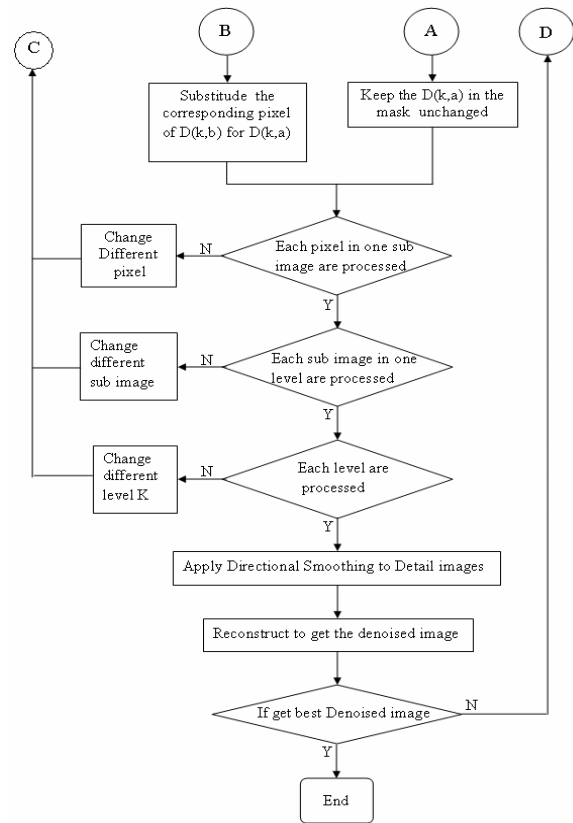 C
B
A
D
Substitude the
corresponding pixel
of D(k,b) for D(k,a)
Keep the D(k,a) in the
mask unchanged
Change
Different
pixel
N
Each pixel in one sub
image are processed
Y
Change
different
sub image
N
Each sub image in one
level are processed
Y
Change
different
level K
N
Each level are
processed
Y
Apply Directional Smoothing to Detail images
Reconstruct to get the denoised image
If get best Denoised image
N
Y
End